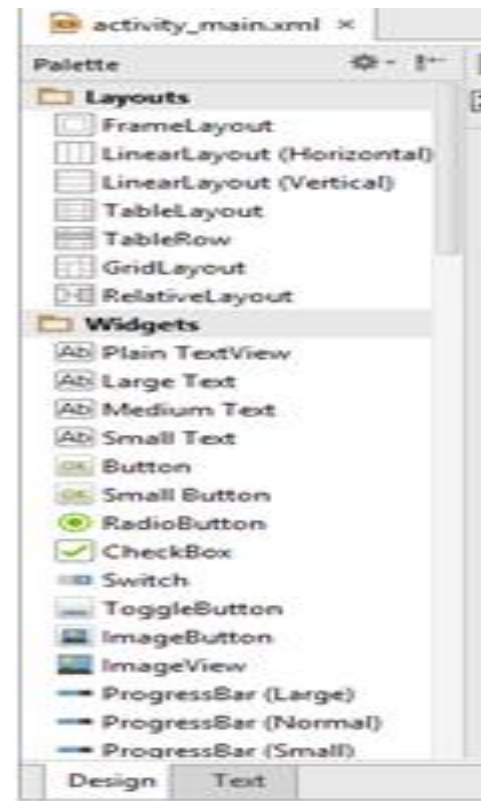 activity_main.xml ×
Palette
Layouts
FrameLayout
LinearLayout (Horizontal)
LinearLayout (Vertical)
TableLayout
TableRow
GridLayout
RelativeLayout
Widgets
Ab Plain TextView
Ab Large Text
Ab Medium Text
Ab Small Text
OK Button
OK Small Button
RadioButton
CheckBox
Switch
ToggleButton
ImageButton
ImageView
ProgressBar (Large)
ProgressBar (Normal)
ProgressBar (Small)
Design Text